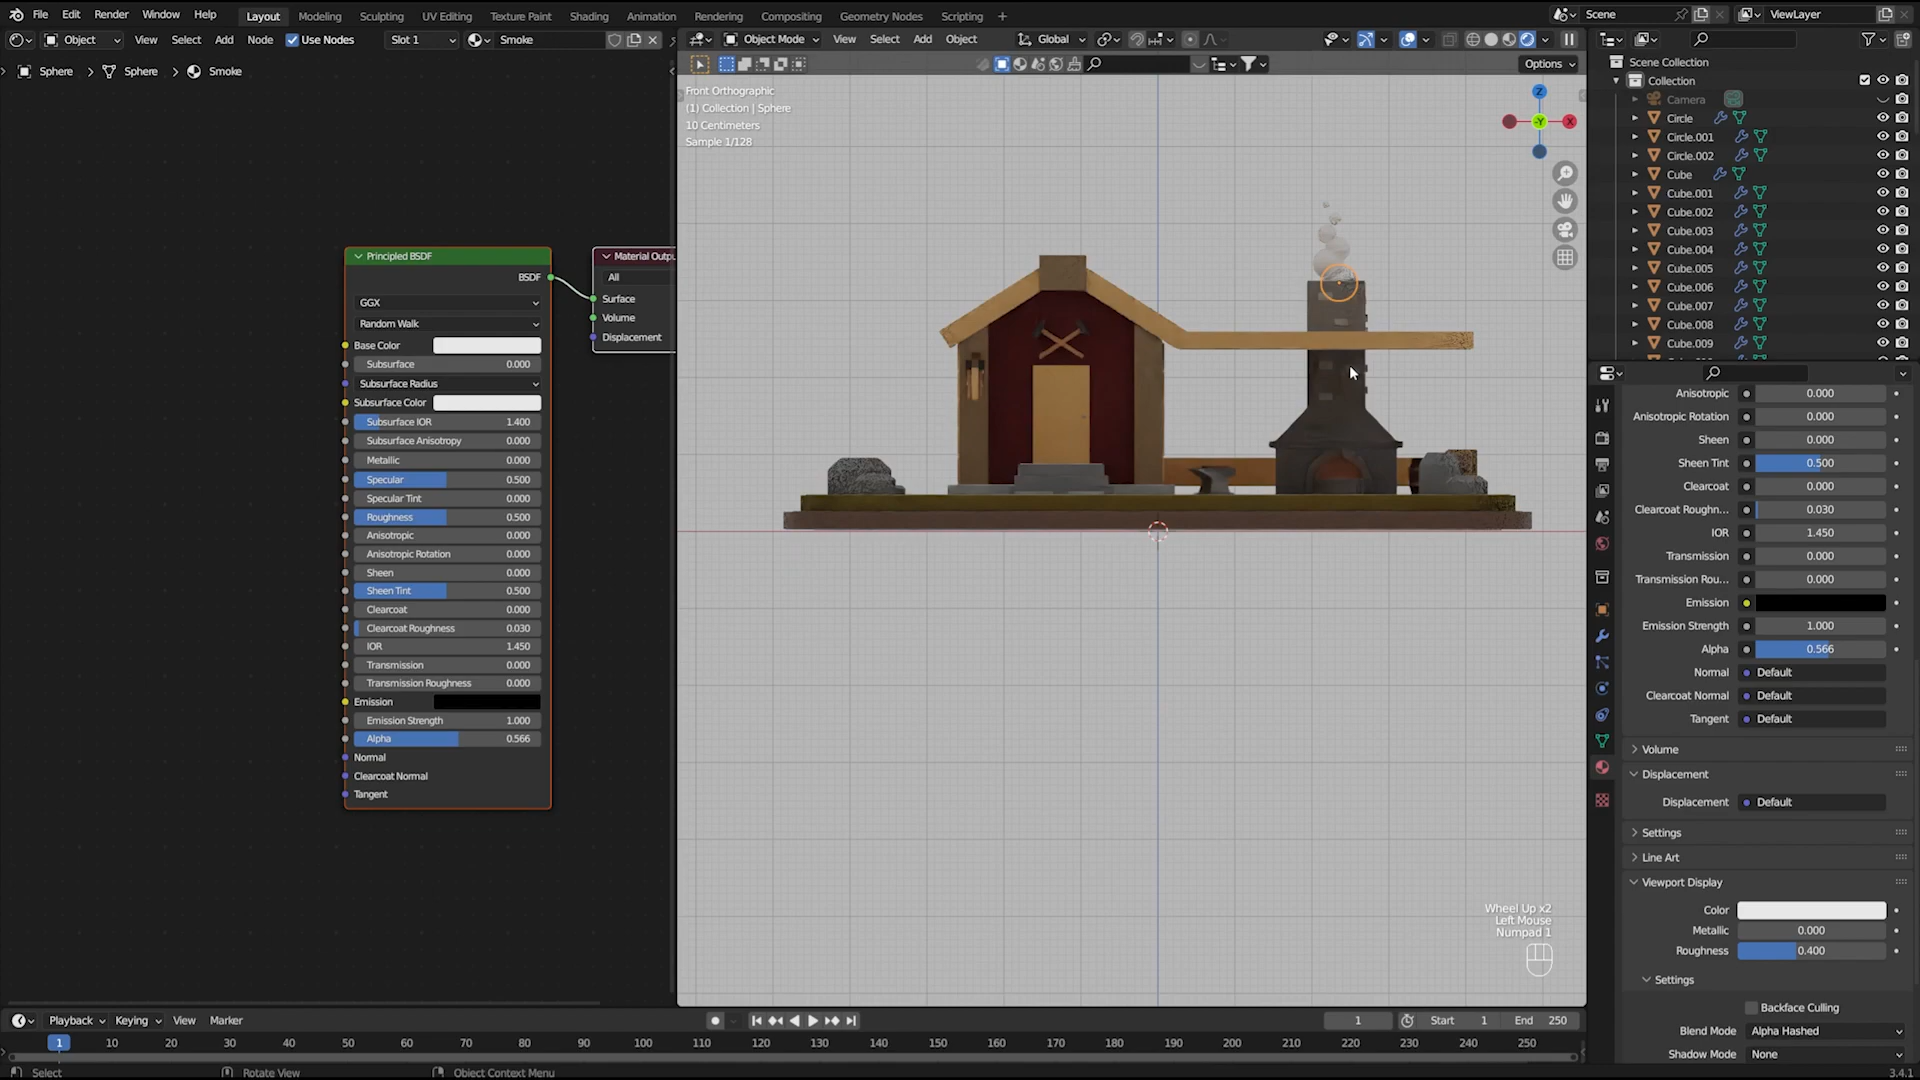 File Edit Render Window Help Layout Modeling Sculpting UV Editing Texture Paint Shading Animation Rendering Compositing Geometry Nodes Scripting + Scene ViewLayer
Object View Select Add Node Use Nodes Slot 1 Smoke Object Mode View Select Add Object Global
Sphere > Sphere > Smoke
Options
Front Orthographic
(1) Collection | Sphere
10 Centimeters
Sample 1/128
Z
-Y
X
Scene Collection
Collection
Camera
Circle
Circle.001
Circle.002
Cube
Cube.001
Cube.002
Cube.003
Cube.004
Cube.005
Cube.006
Cube.007
Cube.008
Cube.009
Principled BSDF
BSDF
GGX
Random Walk
Base Color
Subsurface 0.000
Subsurface Radius
Subsurface Color
Subsurface IOR 1.400
Subsurface Anisotropy 0.000
Metallic 0.000
Specular 0.500
Specular Tint 0.000
Roughness 0.500
Anisotropic 0.000
Anisotropic Rotation 0.000
Sheen 0.000
Sheen Tint 0.500
Clearcoat 0.000
Clearcoat Roughness 0.030
IOR 1.450
Transmission 0.000
Transmission Roughness 0.000
Emission
Emission Strength 1.000
Alpha 0.566
Normal
Clearcoat Normal
Tangent
Material Outpu
All
Surface
Volume
Displacement
Anisotropic 0.000
Anisotropic Rotation 0.000
Sheen 0.000
Sheen Tint 0.500
Clearcoat 0.000
Clearcoat Roughn... 0.030
IOR 1.450
Transmission 0.000
Transmission Rou... 0.000
Emission
Emission Strength 1.000
Alpha 0.566
Normal Default
Clearcoat Normal Default
Tangent Default
Volume
Displacement
Displacement Default
Settings
Line Art
Viewport Display
Color
Metallic 0.000
Roughness 0.400
Settings
Backface Culling
Blend Mode Alpha Hashed
Shadow Mode None
Wheel Up x2
Left Mouse
Numpad 1
Playback Keying View Marker 1 Start 1 End 250
1 10 20 30 40 50 60 70 80 90 100 110 120 130 140 150 160 170 180 190 200 210 220 230 240 250
Select Rotate View Object Context Menu 3.4.1